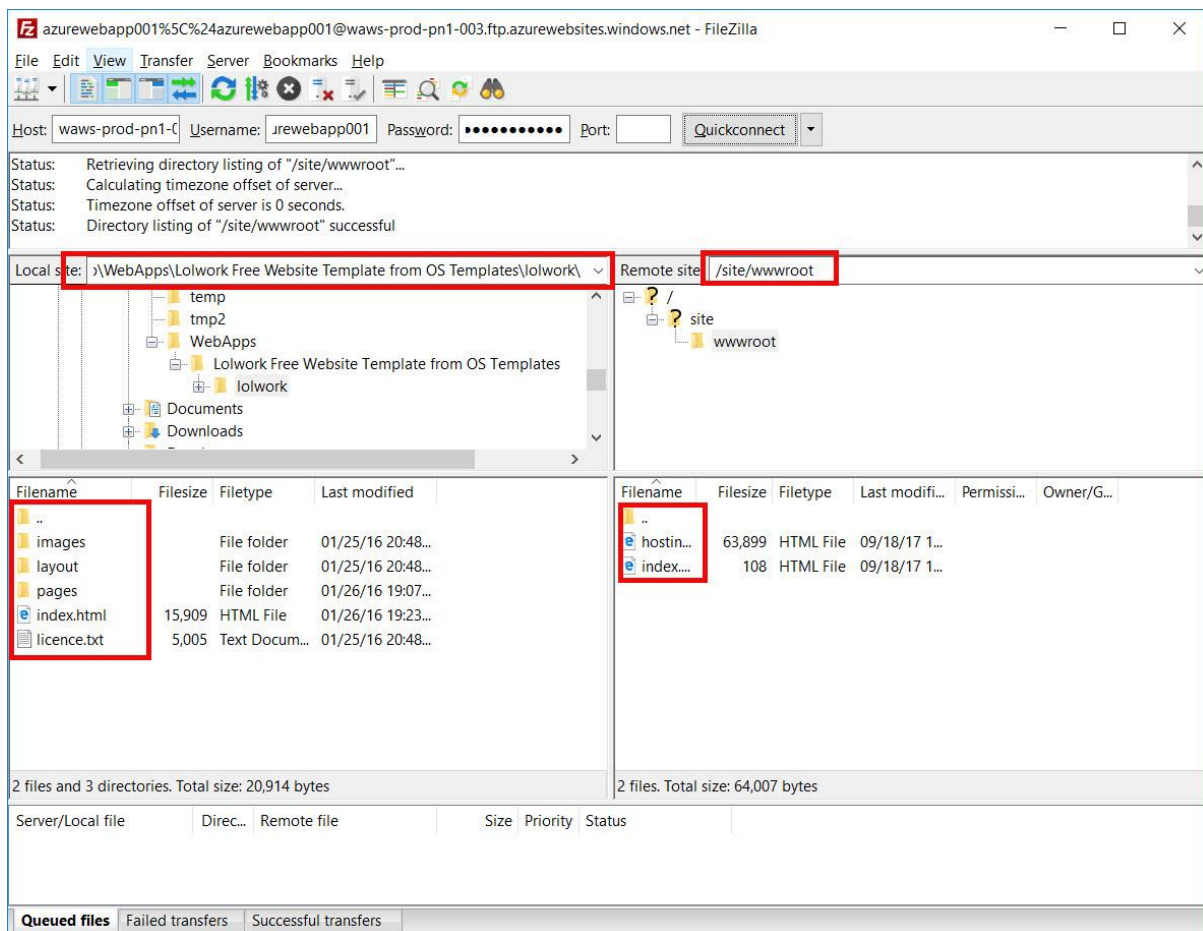 azurewebapp001%5C%24azurewebapp001@waws-prod-pn1-003.ftp.azurewebsites.windows.net - FileZilla
File Edit View Transfer Server Bookmarks Help
Host: waws-prod-pn1-( Username: urewebapp001 Password: ●●●●●●●●●●● Port: Quickconnect
Status: Retrieving directory listing of "/site/wwwroot"...
Status: Calculating timezone offset of server...
Status: Timezone offset of server is 0 seconds.
Status: Directory listing of "/site/wwwroot" successful
Local site: \WebApps\Lolwork Free Website Template from OS Templates\lolwork\ Remote site /site/wwwroot
temp /
tmp2 site
WebApps wwwroot
Lolwork Free Website Template from OS Templates
lolwork
Documents
Downloads
Filename Filesize Filetype Last modified Filename Filesize Filetype Last modifi... Permissi... Owner/G...
.. ..
images File folder 01/25/16 20:48... hostin... 63,899 HTML File 09/18/17 1...
layout File folder 01/25/16 20:48... index.... 108 HTML File 09/18/17 1...
pages File folder 01/26/16 19:07...
index.html 15,909 HTML File 01/26/16 19:23...
licence.txt 5,005 Text Docum... 01/25/16 20:48...
2 files and 3 directories. Total size: 20,914 bytes 2 files. Total size: 64,007 bytes
Server/Local file Direc... Remote file Size Priority Status
Queued files Failed transfers Successful transfers